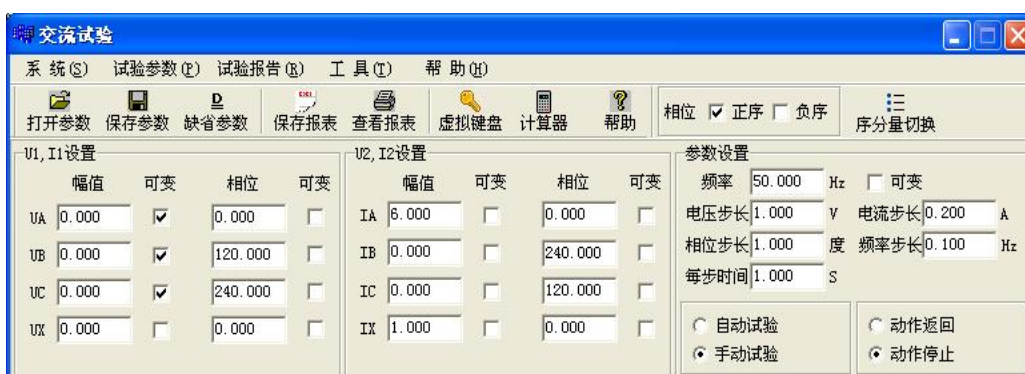 交流试验
系 统(S) 试验参数(P) 试验报告(R) 工 具(T) 帮 助(H)
打开参数 保存参数 缺省参数 保存报表 查看报表 虚拟键盘 计算器 帮助 相位 正序 负序 序分量切换
U1,I1设置 U2,I2设置 参数设置
幅值 可变 相位 可变 幅值 可变 相位 可变 频率 50.000 Hz 可变
UA 0.000 0.000 IA 6.000 0.000 电压步长 1.000 V 电流步长 0.200 A
UB 0.000 120.000 IB 0.000 240.000 相位步长 1.000 度 频率步长 0.100 Hz
每步时间 1.000 S
UC 0.000 240.000 IC 0.000 120.000
UX 0.000 0.000 IX 1.000 0.000 自动试验 动作返回
手动试验 动作停止